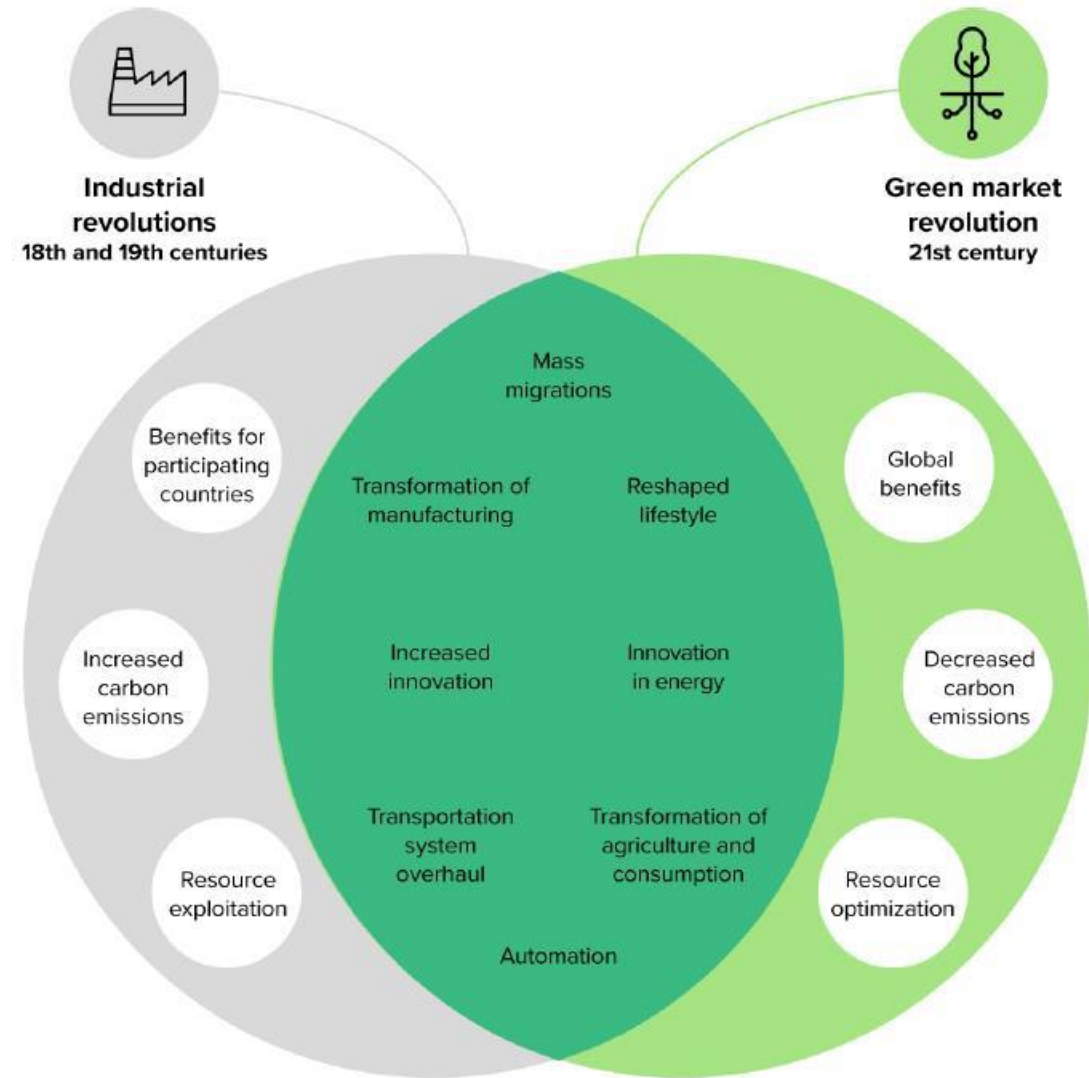 Industrial
revolutions
18th and 19th centuries
Green market
revolution
21st century
Mass
migrations
Benefits for
participating
countries
Transformation of
manufacturing
Reshaped
lifestyle
Global
benefits
Increased
carbon
emissions
Increased
innovation
Innovation
in energy
Decreased
carbon
emissions
Resource
exploitation
Transportation
system
overhaul
Transformation of
agriculture and
consumption
Resource
optimization
Automation